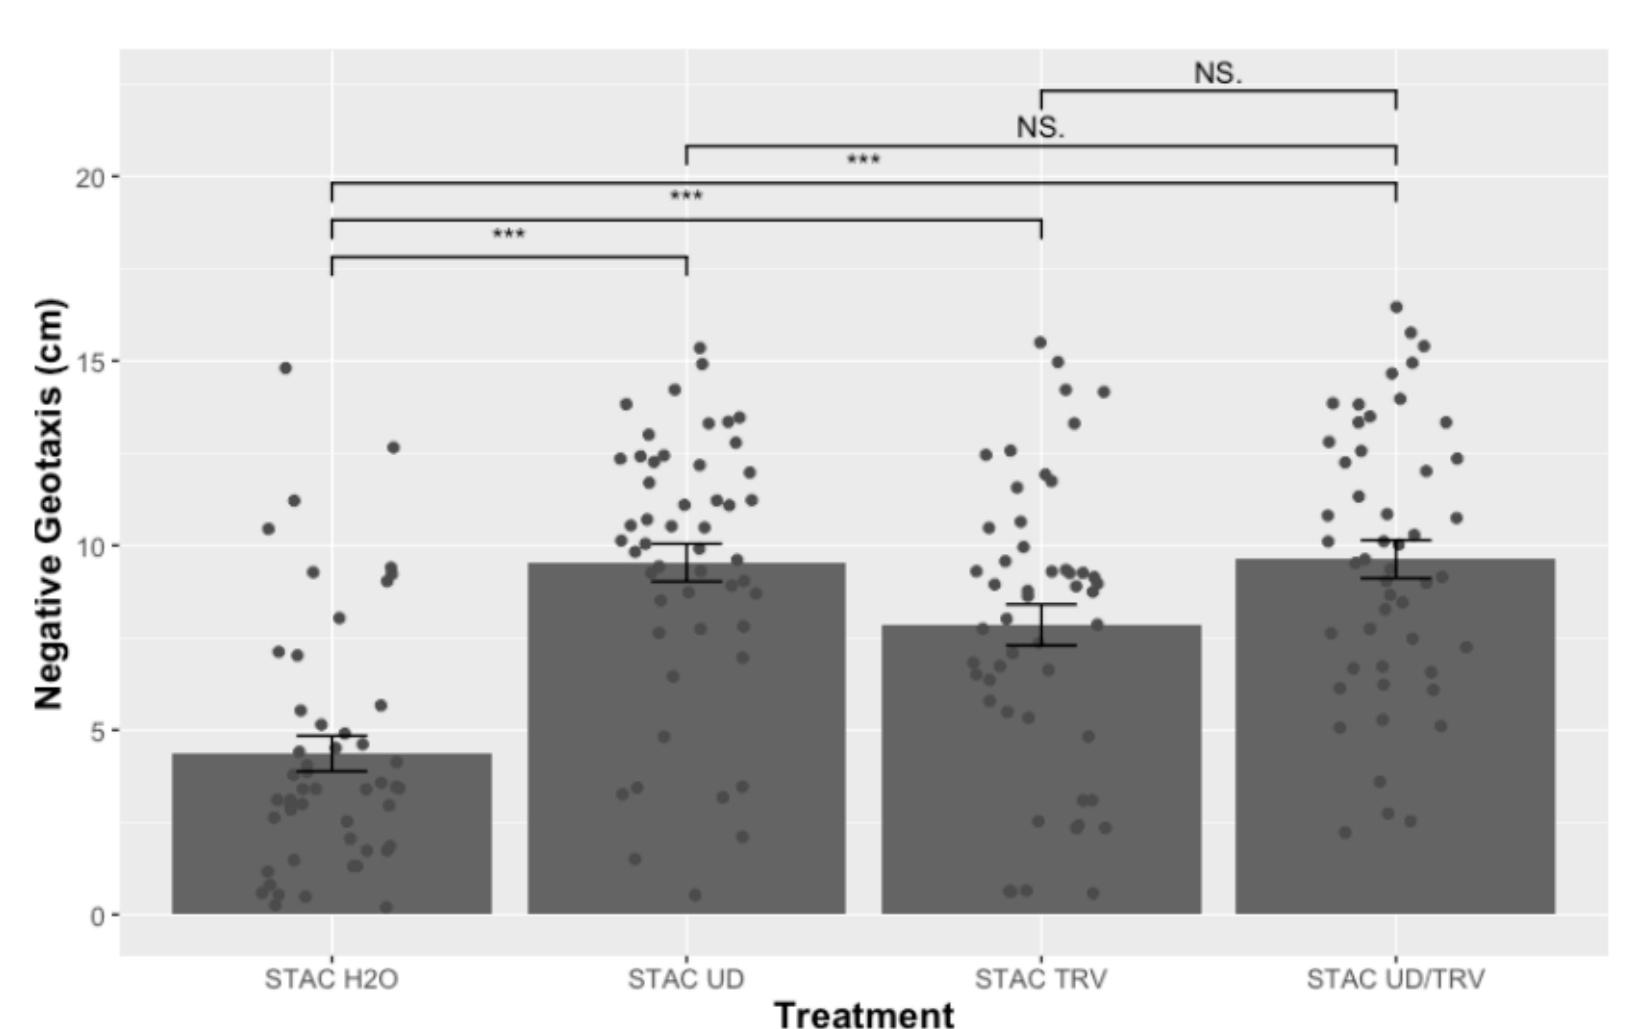 NS.
NS.
***
***
***
20
15
10
5
0
Negative Geotaxis (cm)
STAC H2O STAC UD STAC TRV STAC UD/TRV
Treatment